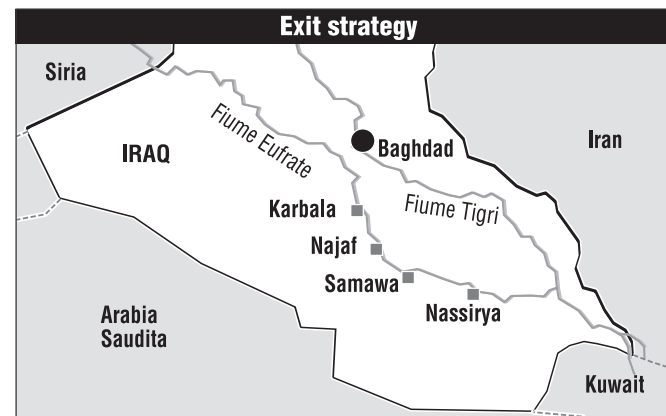 Exit strategy
Siria
Fiume Eufrate
IRAQ
Baghdad
Iran
Karbala
Fiume Tigri
Najaf
Samawa
Nassirya
Arabia
Saudita
Kuwait